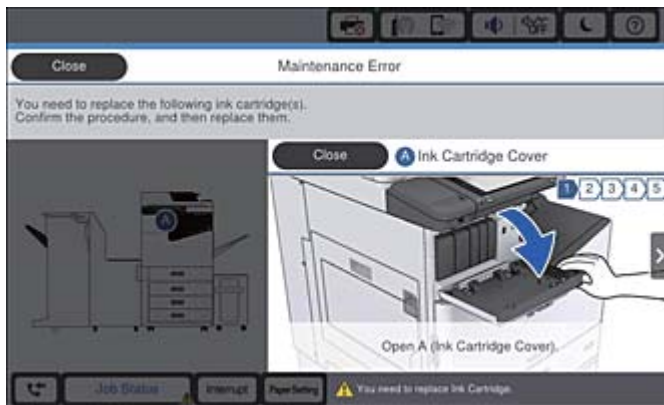 OFF
Close
Maintenance Error
You need to replace the following ink cartridge(s).
Confirm the procedure, and then replace them.
Close
A Ink Cartridge Cover
1 2 3 4 5
A
Open A (Ink Cartridge Cover).
Job Status
Interrupt
Paper Setting
You need to replace Ink Cartridge.